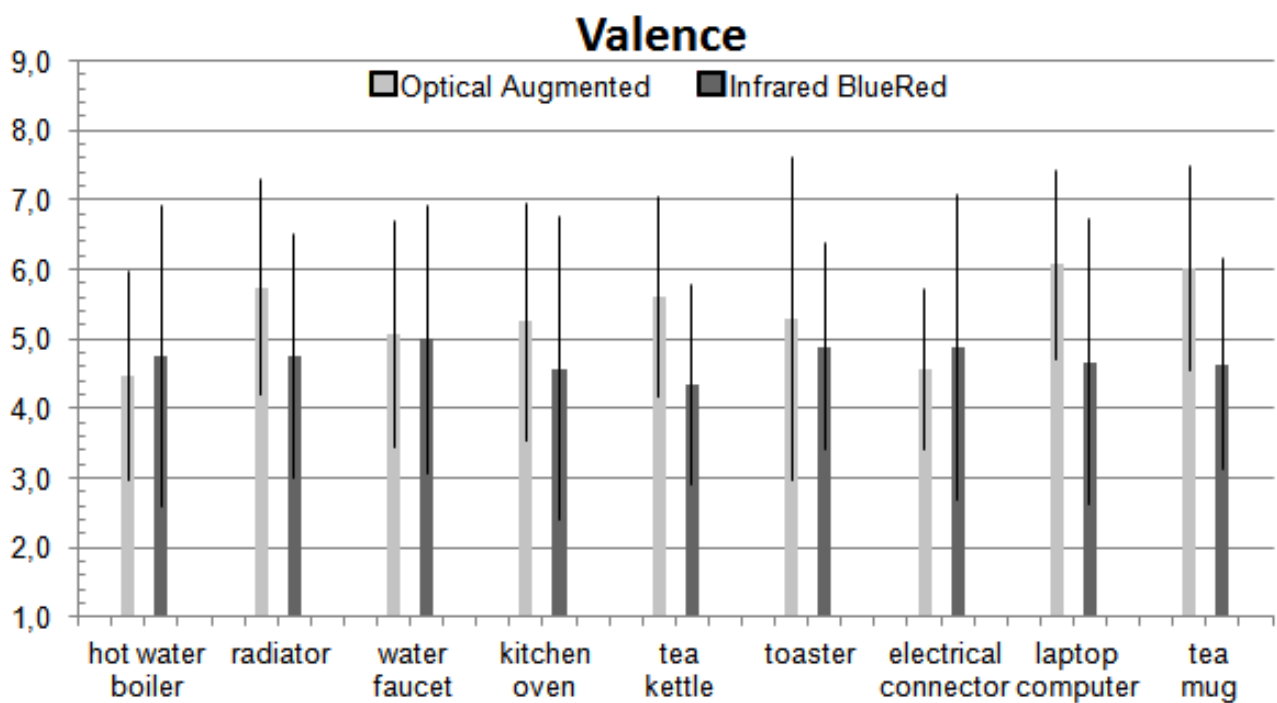 Valence
Optical Augmented Infrared BlueRed
9,0
8,0
7,0
6,0
5,0
4,0
3,0
2,0
1,0
hot water boiler
radiator
water faucet
kitchen oven
tea kettle
toaster
electrical connector
laptop computer
tea mug